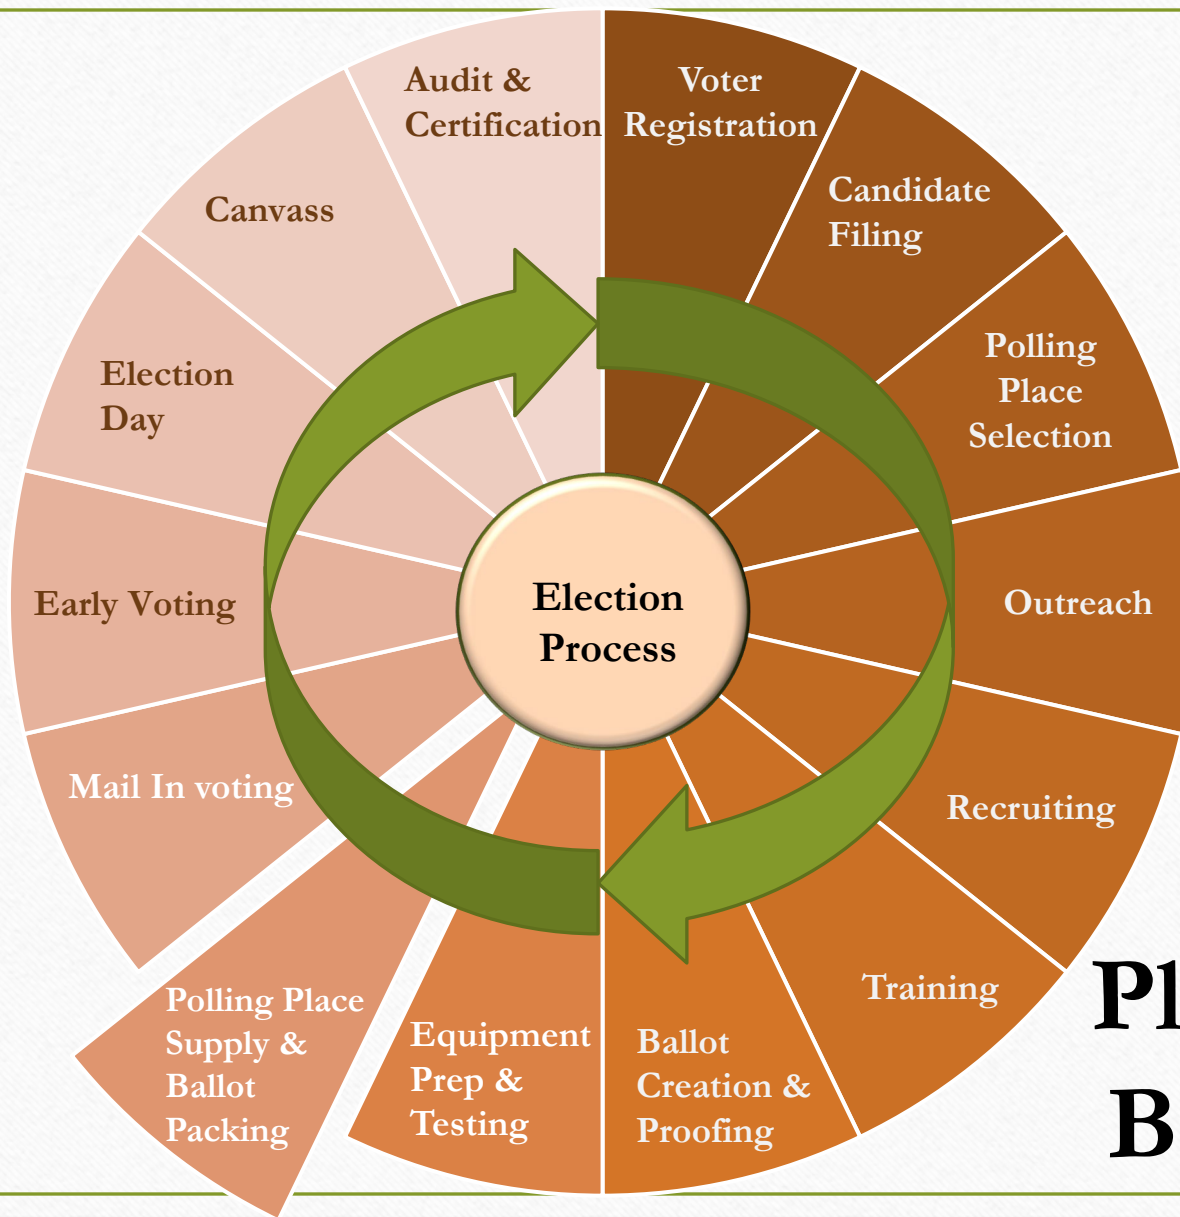 Voter
Registration
Candidate
Filing
Polling
Place
Selection
Outreach
Recruiting
Training
Ballot
Creation &
Proofing
Equipment
Prep &
Testing
Polling Place
Supply &
Ballot
Packing
Mail In voting
Early Voting
Election
Day
Canvass
Audit &
Certification
Election
Process
Pl
B